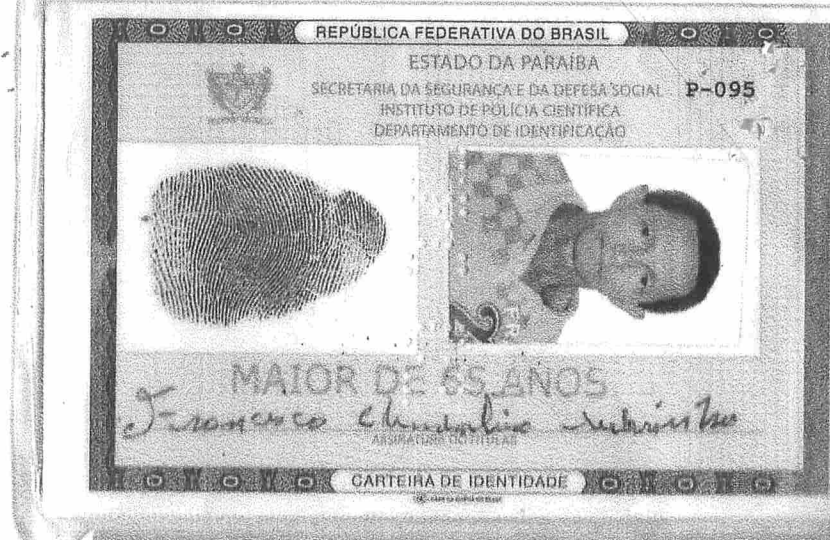 REPÚBLICA FEDERATIVA DO BRASIL
ESTADO DA PARAÍBA
SECRETARIA DA SEGURANÇA E DA DEFESA SOCIAL
P-095
INSTITUTO DE POLÍCIA CIENTÍFICA
DEPARTAMENTO DE IDENTIFICAÇÃO
MAIOR DE 65 ANOS
Francisco
ASSINATURA DO TITULAR
CARTEIRA DE IDENTIDADE